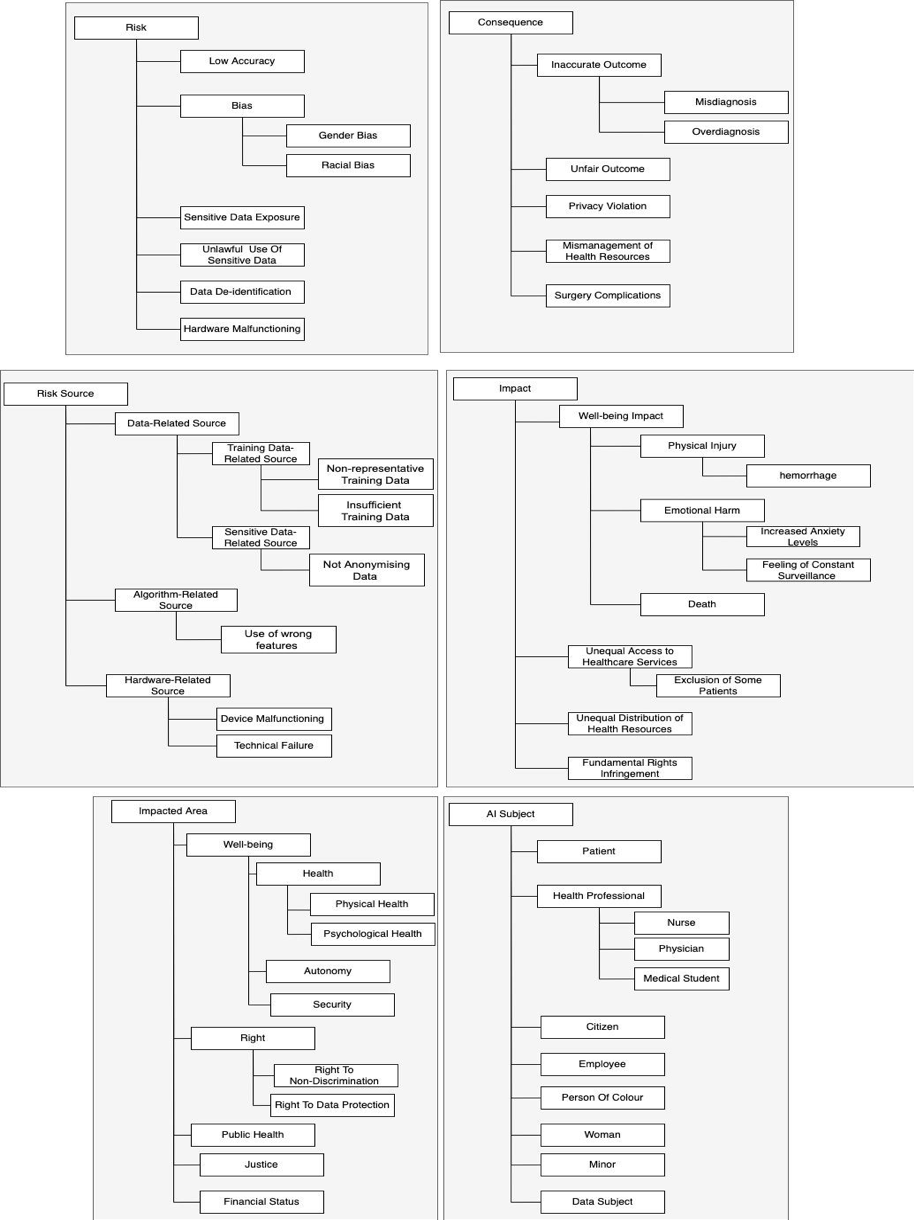 Risk
Low Accuracy
Bias
Gender Bias
Racial Bias
Sensitive Data Exposure
Unlawful Use Of
Sensitive Data
Data De-identification
Hardware Malfunctioning
Consequence
Inaccurate Outcome
Misdiagnosis
Overdiagnosis
Unfair Outcome
Privacy Violation
Mismanagement of
Health Resources
Surgery Complications
Risk Source
Data-Related Source
Training Data-
Related Source
Non-representative
Training Data
Insufficient
Training Data
Sensitive Data-
Related Source
Not Anonymising
Data
Algorithm-Related
Source
Use of wrong
features
Hardware-Related
Source
Device Malfunctioning
Technical Failure
Impact
Well-being Impact
Physical Injury
hemorrhage
Emotional Harm
Increased Anxiety
Levels
Feeling of Constant
Surveillance
Death
Unequal Access to
Healthcare Services
Exclusion of Some
Patients
Unequal Distribution of
Health Resources
Fundamental Rights
Infringement
Impacted Area
Well-being
Health
Physical Health
Psychological Health
Autonomy
Security
Right
Right To
Non-Discrimination
Right To Data Protection
Public Health
Justice
Financial Status
AI Subject
Patient
Health Professional
Nurse
Physician
Medical Student
Citizen
Employee
Person Of Colour
Woman
Minor
Data Subject